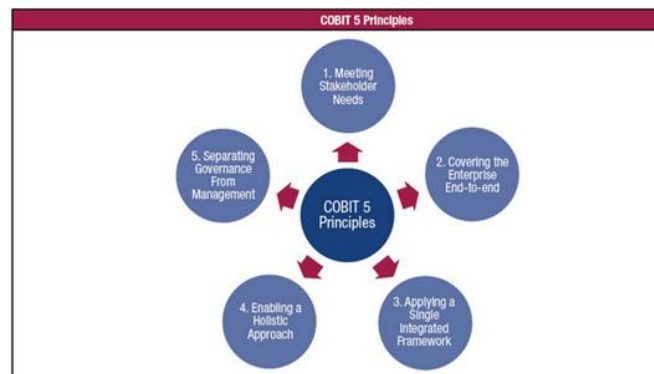 COBIT 5 Principles
1. Meeting
Stakeholder
Needs
2. Covering the
Enterprise
End-to-end
3. Applying a
Single
Integrated
Framework
4. Enabling a
Holistic
Approach
5. Separating
Governance
From
Management
COBIT 5
Principles